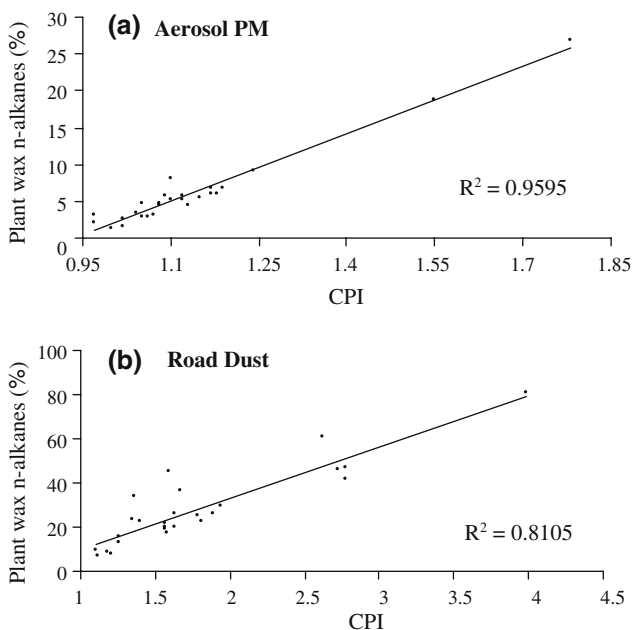 (a) Aerosol PM
Plant wax n-alkanes (%)
30
25
20
15
10
5
0
R² = 0.9595
0.95 1.1 1.25 1.4 1.55 1.7 1.85
CPI
(b) Road Dust
Plant wax n-alkanes (%)
100
80
60
40
20
0
R² = 0.8105
1 1.5 2 2.5 3 3.5 4 4.5
CPI